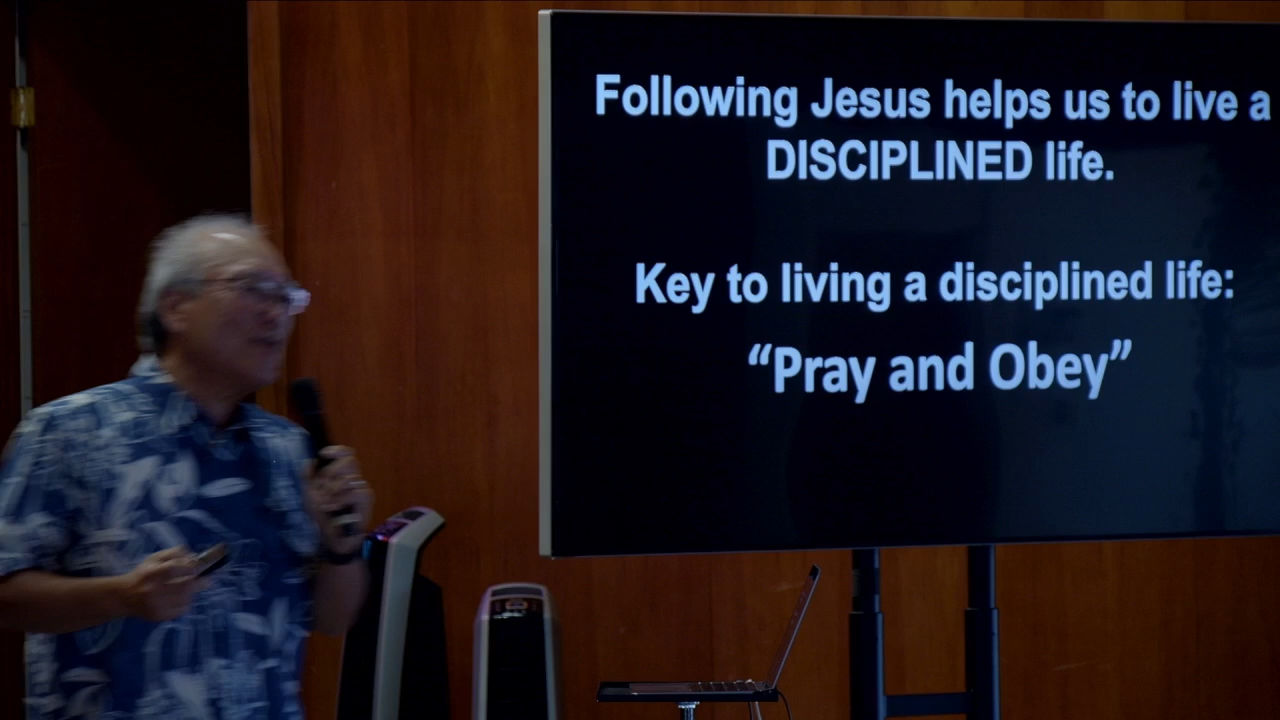 Following Jesus helps us to live a
DISCIPLINED life.
Key to living a disciplined life:
“Pray and Obey”